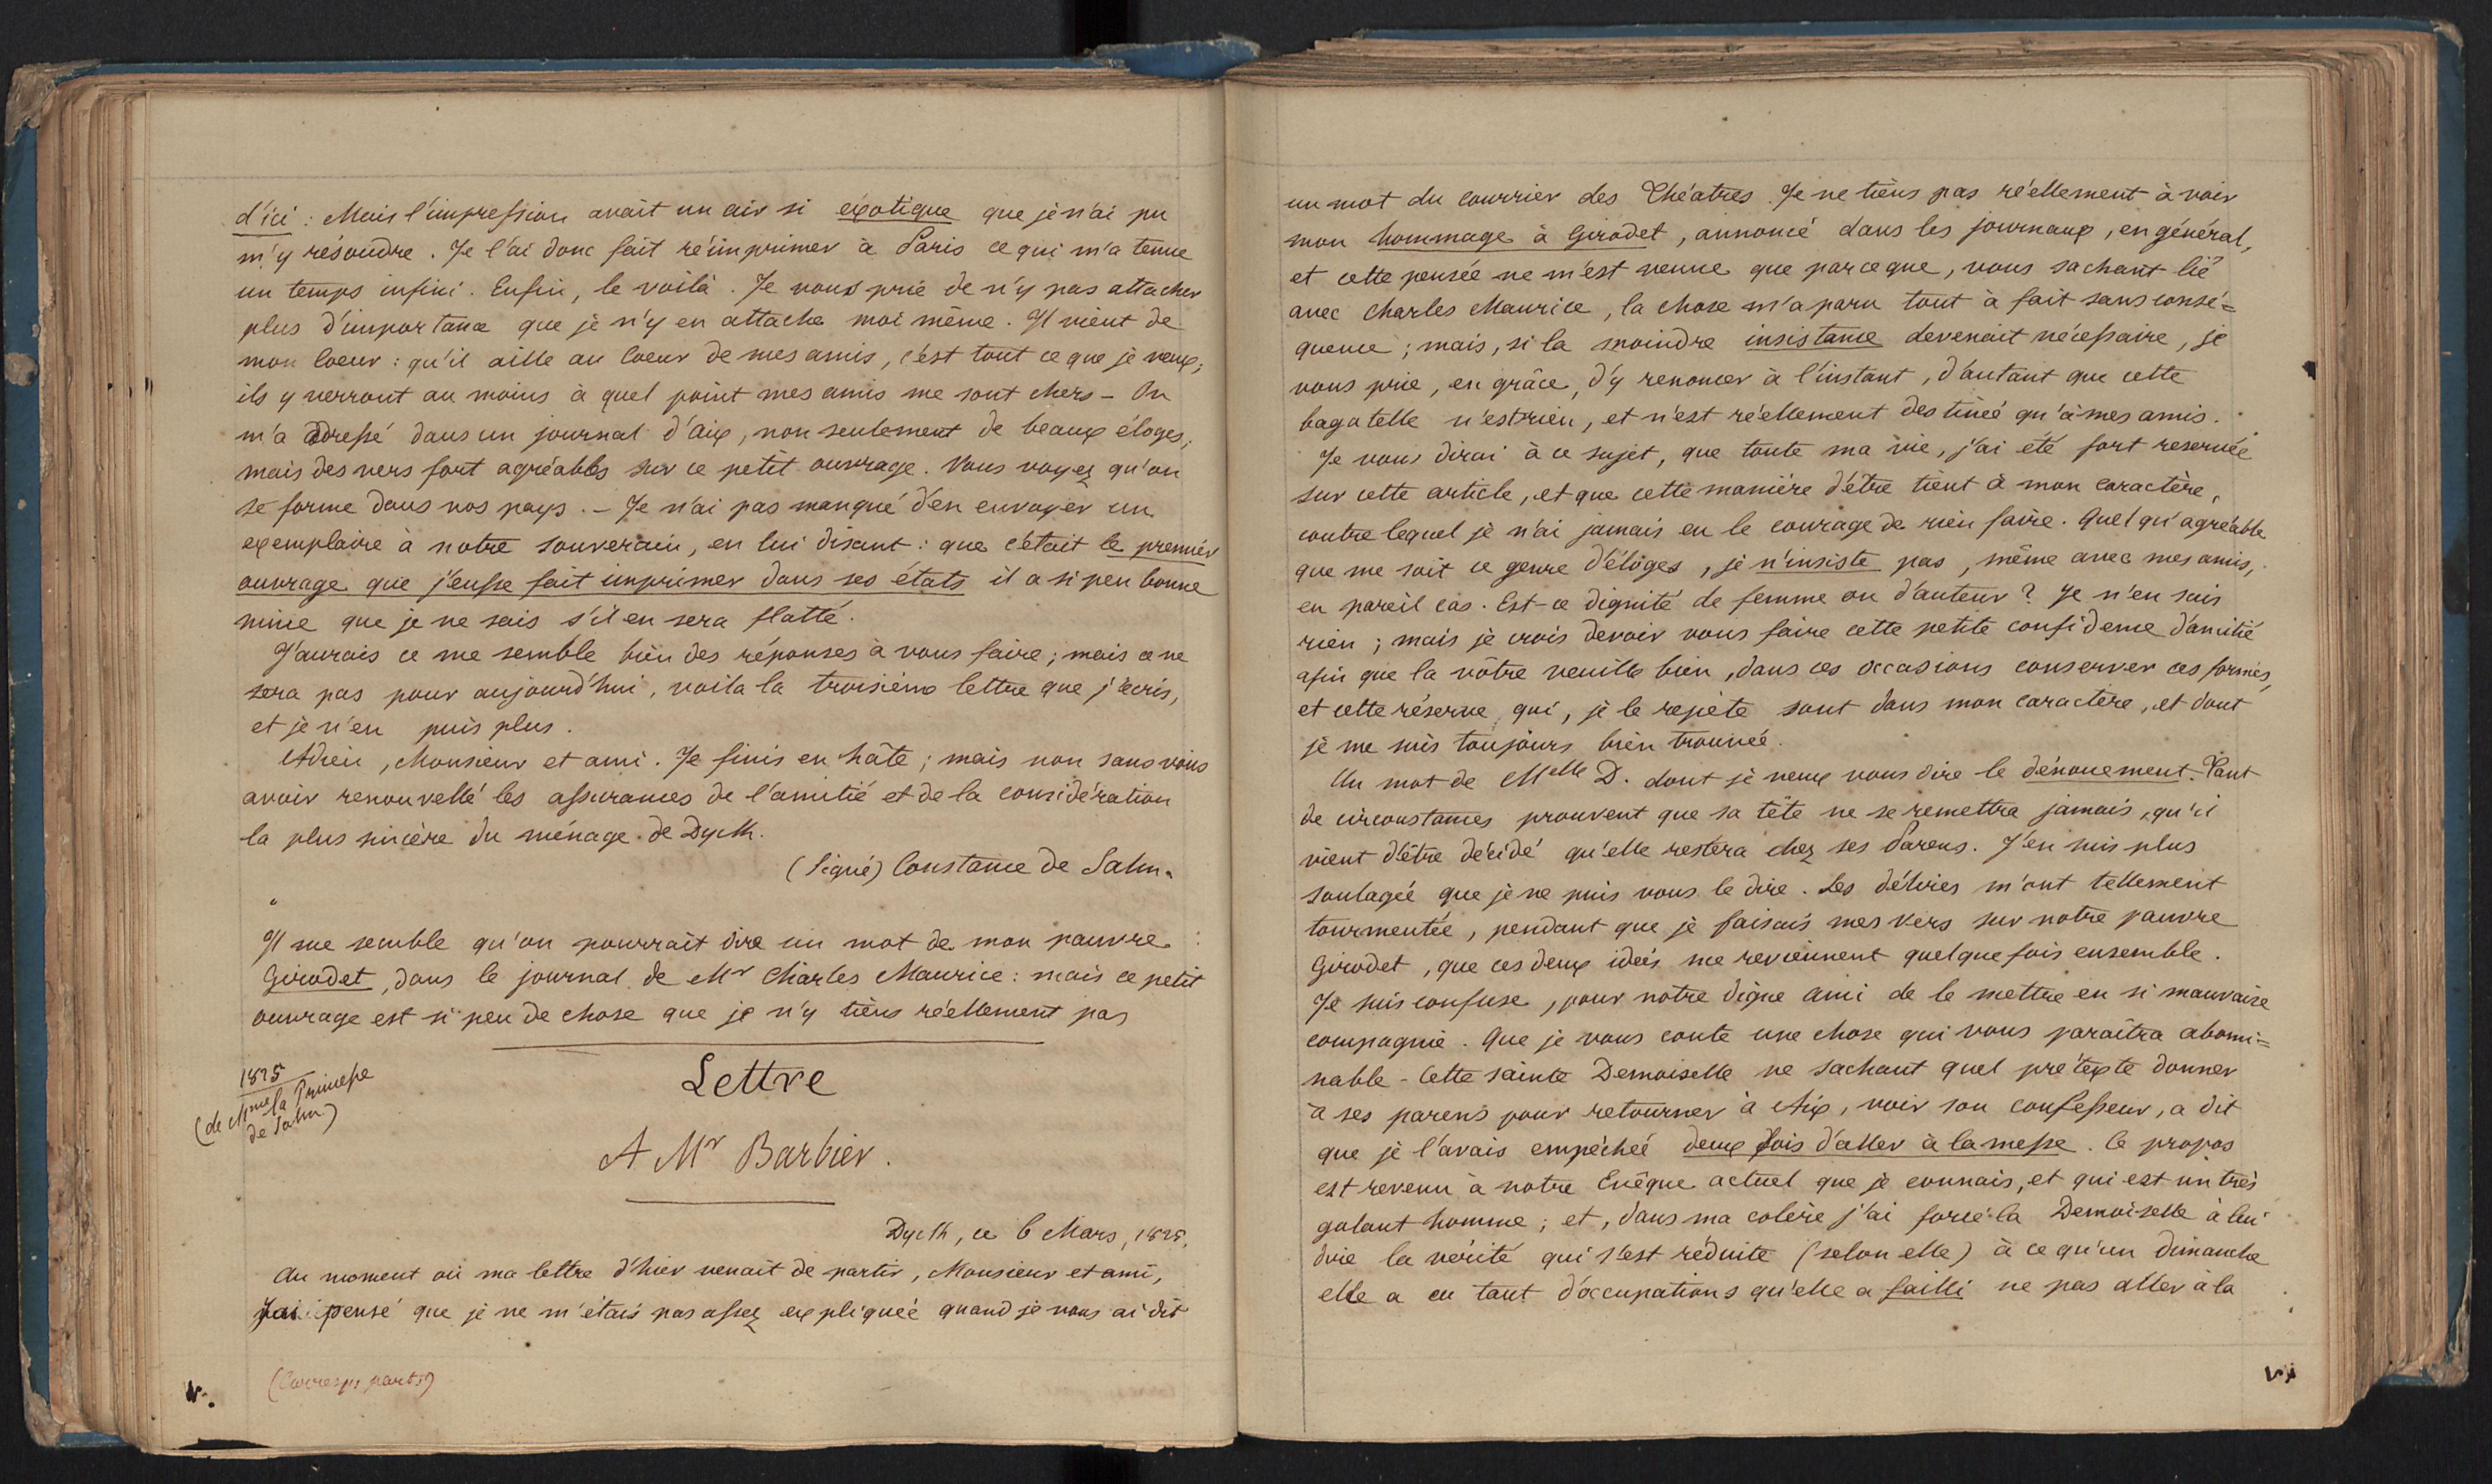 d'ici : Mais l'impression avait un air si exotique que je n'ai pu
m'y résoudre. Je l'ai donc fait réimprimer à Paris ce qui m'a tenue
un temps infini. Enfin, le voilà. Je vous prie de n'y pas attacher
plus d'importance que je n'y en attache moi même. Il vient de
mon coeur : qu'il aille au coeur de mes amis, c'est tout ce que je veux;
ils y verront au moins à quel point mes amis me sont chers - On
m'a adressé dans un journal d'aix, non seulement de beaux éloges,
mais des vers fort agréables sur ce petit ouvrage. Vous voyez qu'on
se forme dans nos pays. - Je n'ai pas manqué d'en envoyer un
exemplaire à notre souverain, en lui disant : que c'était le premier
ouvrage que j'eusse fait imprimer dans ses états il a si peu bonne
mine que je ne sais s'il en sera flatté.
J'aurais ce me semble bien des réponses à vous faire; mais ce ne
sera pas pour aujourd'hui, voila la troisième lettre que j'écris,
et je n'en puis plus.
Adieu, Monsieur et ami. Je finis en hâte; mais non sans vous
avoir renouvellé les assurances de l'amitié et de la considération
la plus sincère du ménage de Dyck.
(Signé) Constance de Salm.
Il me semble qu'on pourrait dire un mot de mon pauvre
Girodet, dans le journal de Mr Charles Maurice : mais ce petit
ouvrage est si peu de chose que je n'y tiens réellement pas
1825
(de Mme la Princesse
de Salm)
Lettre
A Mr Barbier.
Dyck, ce 6 Mars, 1825.
Au moment où ma lettre d'hier venait de partir, Monsieur et ami,
j'ai pensé que je ne m'étais pas assez expliquée quand je vous ai dit
(Corresp. part.)
un mot du courrier des Théatres. Je ne tiens pas réellement à voir
mon hommage à Girodet, annoncé dans les journaux, en général,
et cette pensée ne m'est venue que parceque, vous sachant lié
avec Charles Maurice, la chose m'a paru tout à fait sans consé=
quence; mais, si la moindre insistance devenait nécessaire, je
vous prie, en grâce, d'y renoncer à l'instant, d'autant que cette
bagatelle n'est rien, et n'est réellement destinée qu'à mes amis.
Je vous dirai à ce sujet, que toute ma vie, j'ai été fort reservée
sur cette article, et que cette manière d'être tient à mon caractère,
contre lequel je n'ai jamais eu le courage de rien faire. Quelqu'agréable
que me soit ce genre d'éloges, je n'insiste pas, même avec mes amis,
en pareil cas. Est-ce dignité de femme ou d'auteur? Je n'en sais
rien; mais je crois devoir vous faire cette petite confidence d'amitié
afin que la vôtre veuille bien, dans ces occasions conserver ces formes,
et cette réserve qui, je le repète sont dans mon caractère, et dont
je me suis toujours bien trouvée.
Un mot de Melle D. dont je veux vous dire le dénouement. Tant
de circonstances prouvent que sa tête ne se remettra jamais, qu'il
vient d'être décidé qu'elle restera chez ses Parens. J'en suis plus
soulagée que je ne puis vous le dire. Ses délires m'ont tellement
tourmentée, pendant que je faisais mes vers sur notre pauvre
Girodet, que ces deux idées me reviennent quelque fois ensemble.
Je suis confuse, pour notre digne ami de le mettre en si mauvaise
compagnie. Que je vous conte une chose qui vous paraîtra abomi=
nable - Cette sainte Demoiselle ne sachant quel prétexte donner
à ses parens pour retourner à Aix, voir son confesseur, a dit
que je l'avais empêchée deux fois d'aller à la messe. Ce propos
est revenu à notre Evêque actuel que je connais, et qui est un très
galant homme; et, dans ma colère j'ai forcé la Demoiselle à lui
dire la vérité qui s'est réduite (selon elle) à ce qu'un dimanche
elle a eu tant d'occupations qu'elle a failli ne pas aller à la